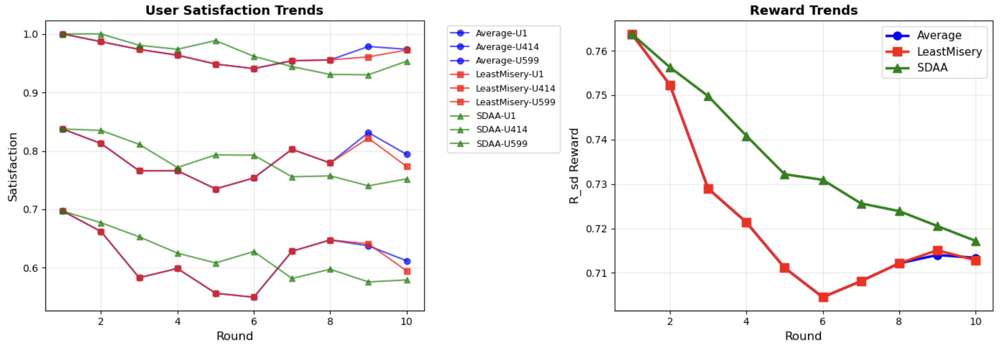 User Satisfaction Trends
Satisfaction
1.0
0.9
0.8
0.7
0.6
2 4 6 8 10
Round
Average-U1
Average-U414
Average-U599
LeastMisery-U1
LeastMisery-U414
LeastMisery-U599
SDAA-U1
SDAA-U414
SDAA-U599
Reward Trends
R_sd Reward
0.76
0.75
0.74
0.73
0.72
0.71
2 4 6 8 10
Round
Average
LeastMisery
SDAA